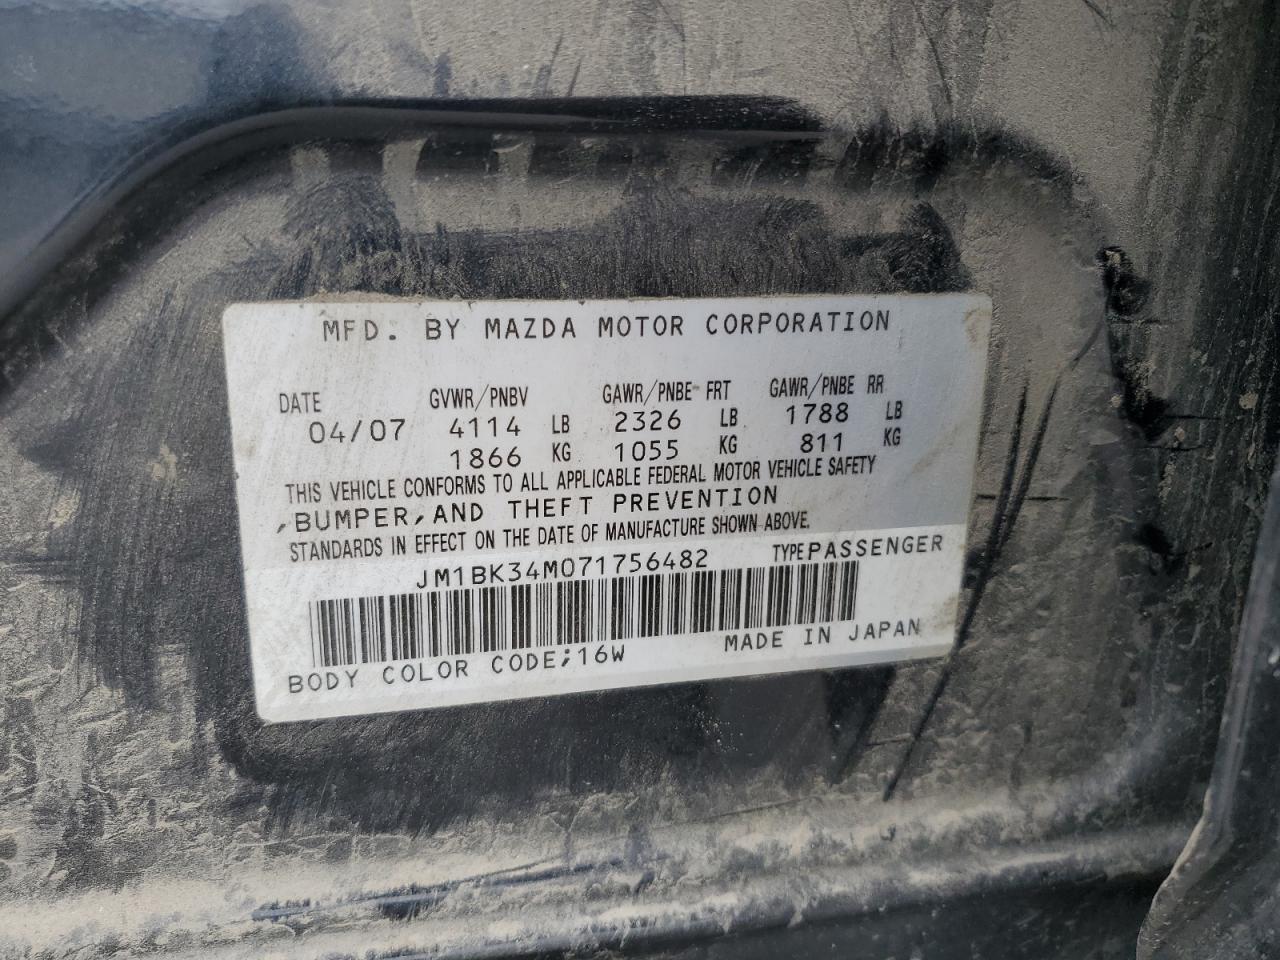 MFD. BY MAZDA MOTOR CORPORATION
DATE GVWR/PNBV GAWR/PNBE FRT GAWR/PNBE RR
04/07 4114 LB 2326 LB 1788 LB
1866 KG 1055 KG 811 KG
THIS VEHICLE CONFORMS TO ALL APPLICABLE FEDERAL MOTOR VEHICLE SAFETY
,BUMPER,AND THEFT PREVENTION
STANDARDS IN EFFECT ON THE DATE OF MANUFACTURE SHOWN ABOVE.
JM1BK34M071756482 TYPE PASSENGER
MADE IN JAPAN
BODY COLOR CODE;16W